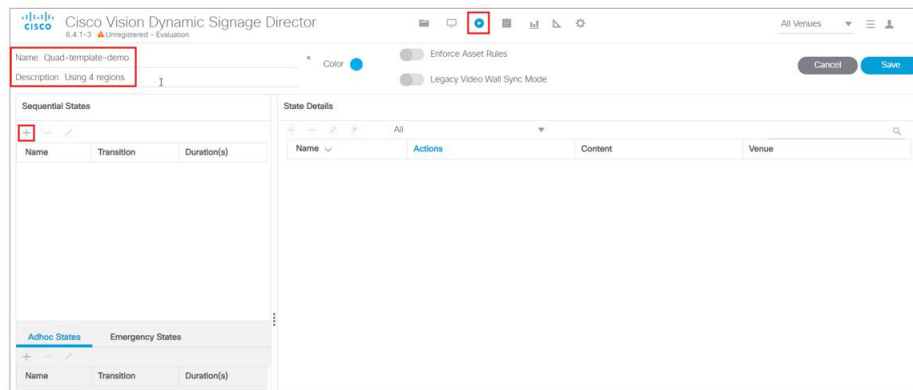 CISCO
Cisco Vision Dynamic Signage Director
6.4.1-3 Unregistered - Evaluation
All Venues
Name Quad-template-demo *
Color
Enforce Asset Rules
Cancel
Save
Description Using 4 regions
Legacy Video Wall Sync Mode
Sequential States
State Details
All
Name Transition Duration(s)
Name Actions Content Venue
Adhoc States Emergency States
Name Transition Duration(s)